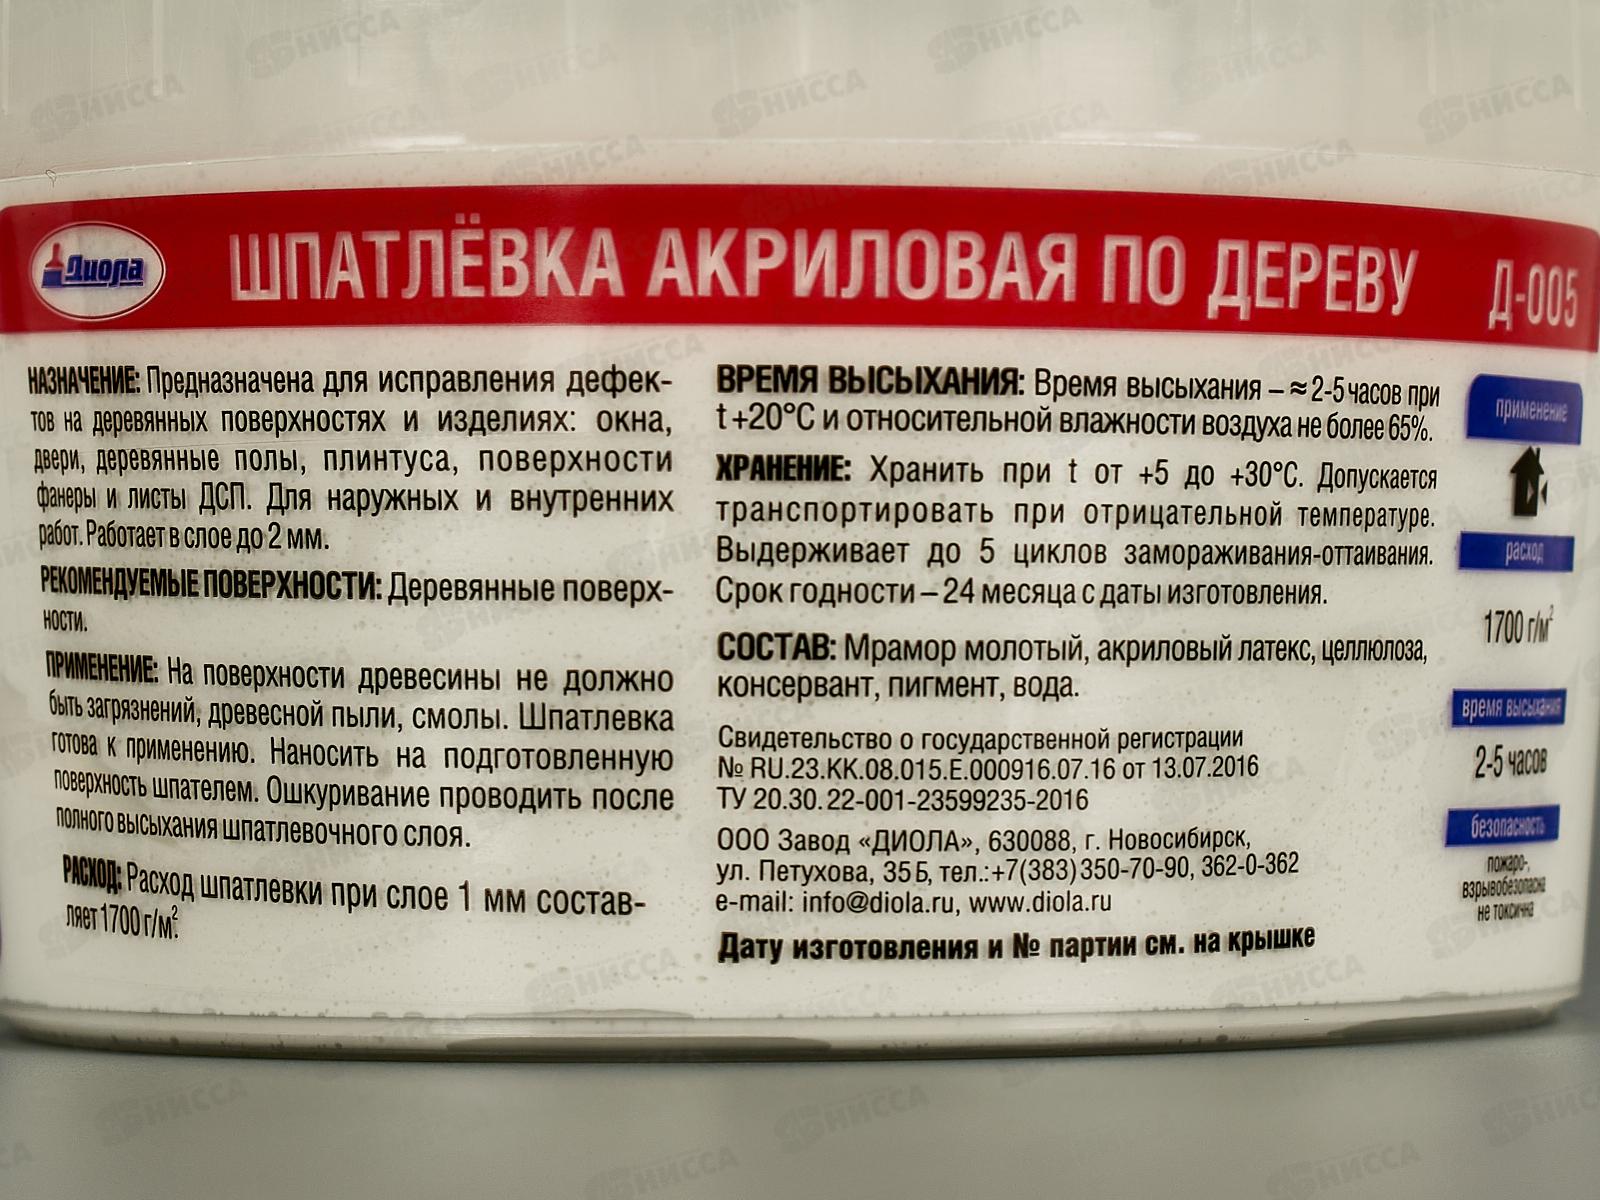 Диола
ШПАТЛЁВКА АКРИЛОВАЯ ПО ДЕРЕВУ Д-005
НАЗНАЧЕНИЕ: Предназначена для исправления дефек-
тов на деревянных поверхностях и изделиях: окна,
двери, деревянные полы, плинтуса, поверхности
фанеры и листы ДСП. Для наружных и внутренних
работ. Работает в слое до 2 мм.
РЕКОМЕНДУЕМЫЕ ПОВЕРХНОСТИ: Деревянные поверх-
ности.
ПРИМЕНЕНИЕ: На поверхности древесины не должно
быть загрязнений, древесной пыли, смолы. Шпатлевка
готова к применению. Наносить на подготовленную
поверхность шпателем. Ошкуривание проводить после
полного высыхания шпатлевочного слоя.
РАСХОД: Расход шпатлевки при слое 1 мм состав-
ляет 1700 г/м².
ВРЕМЯ ВЫСЫХАНИЯ: Время высыхания – ≈ 2-5 часов при
t +20°C и относительной влажности воздуха не более 65%.
ХРАНЕНИЕ: Хранить при t от +5 до +30°C. Допускается
транспортировать при отрицательной температуре.
Выдерживает до 5 циклов замораживания-оттаивания.
Срок годности – 24 месяца с даты изготовления.
СОСТАВ: Мрамор молотый, акриловый латекс, целлюлоза,
консервант, пигмент, вода.
Свидетельство о государственной регистрации
№ RU.23.KK.08.015.E.000916.07.16 от 13.07.2016
ТУ 20.30.22-001-23599235-2016
ООО Завод «ДИОЛА», 630088, г. Новосибирск,
ул. Петухова, 35 Б, тел.:+7(383)350-70-90, 362-0-362
e-mail: info@diola.ru, www.diola.ru
Дату изготовления и № партии см. на крышке
применение
расход
1700 г/м²
время высыхания
2-5 часов
безопасность
пожаро-,
взрывобезопасна
не токсична